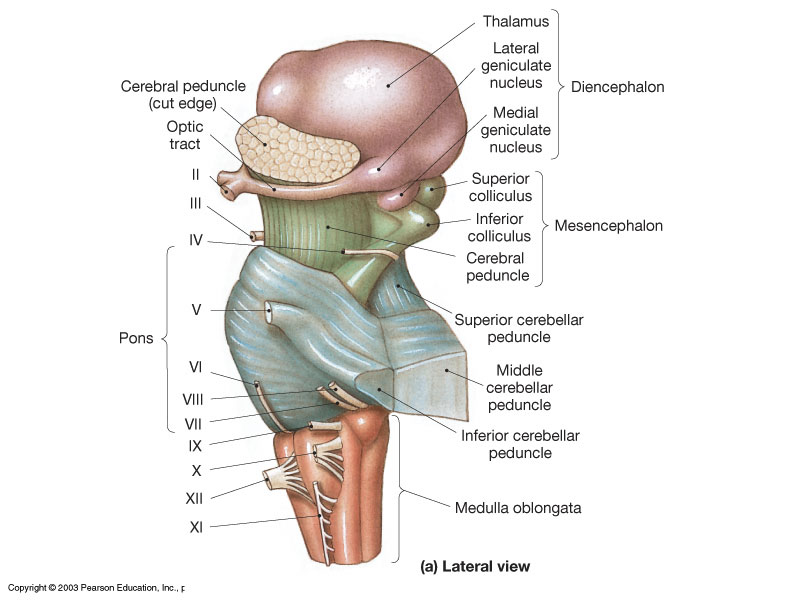 Thalamus
Lateral
geniculate
nucleus
Diencephalon
Cerebral peduncle
(cut edge)
Medial
geniculate
nucleus
Optic
tract
II
Superior
colliculus
III
Inferior
colliculus
Mesencephalon
IV
Cerebral
peduncle
V
Superior cerebellar
peduncle
Pons
VI
Middle
cerebellar
peduncle
VIII
VII
IX
Inferior cerebellar
peduncle
X
XII
Medulla oblongata
XI
(a) Lateral view
Copyright © 2003 Pearson Education, Inc., p